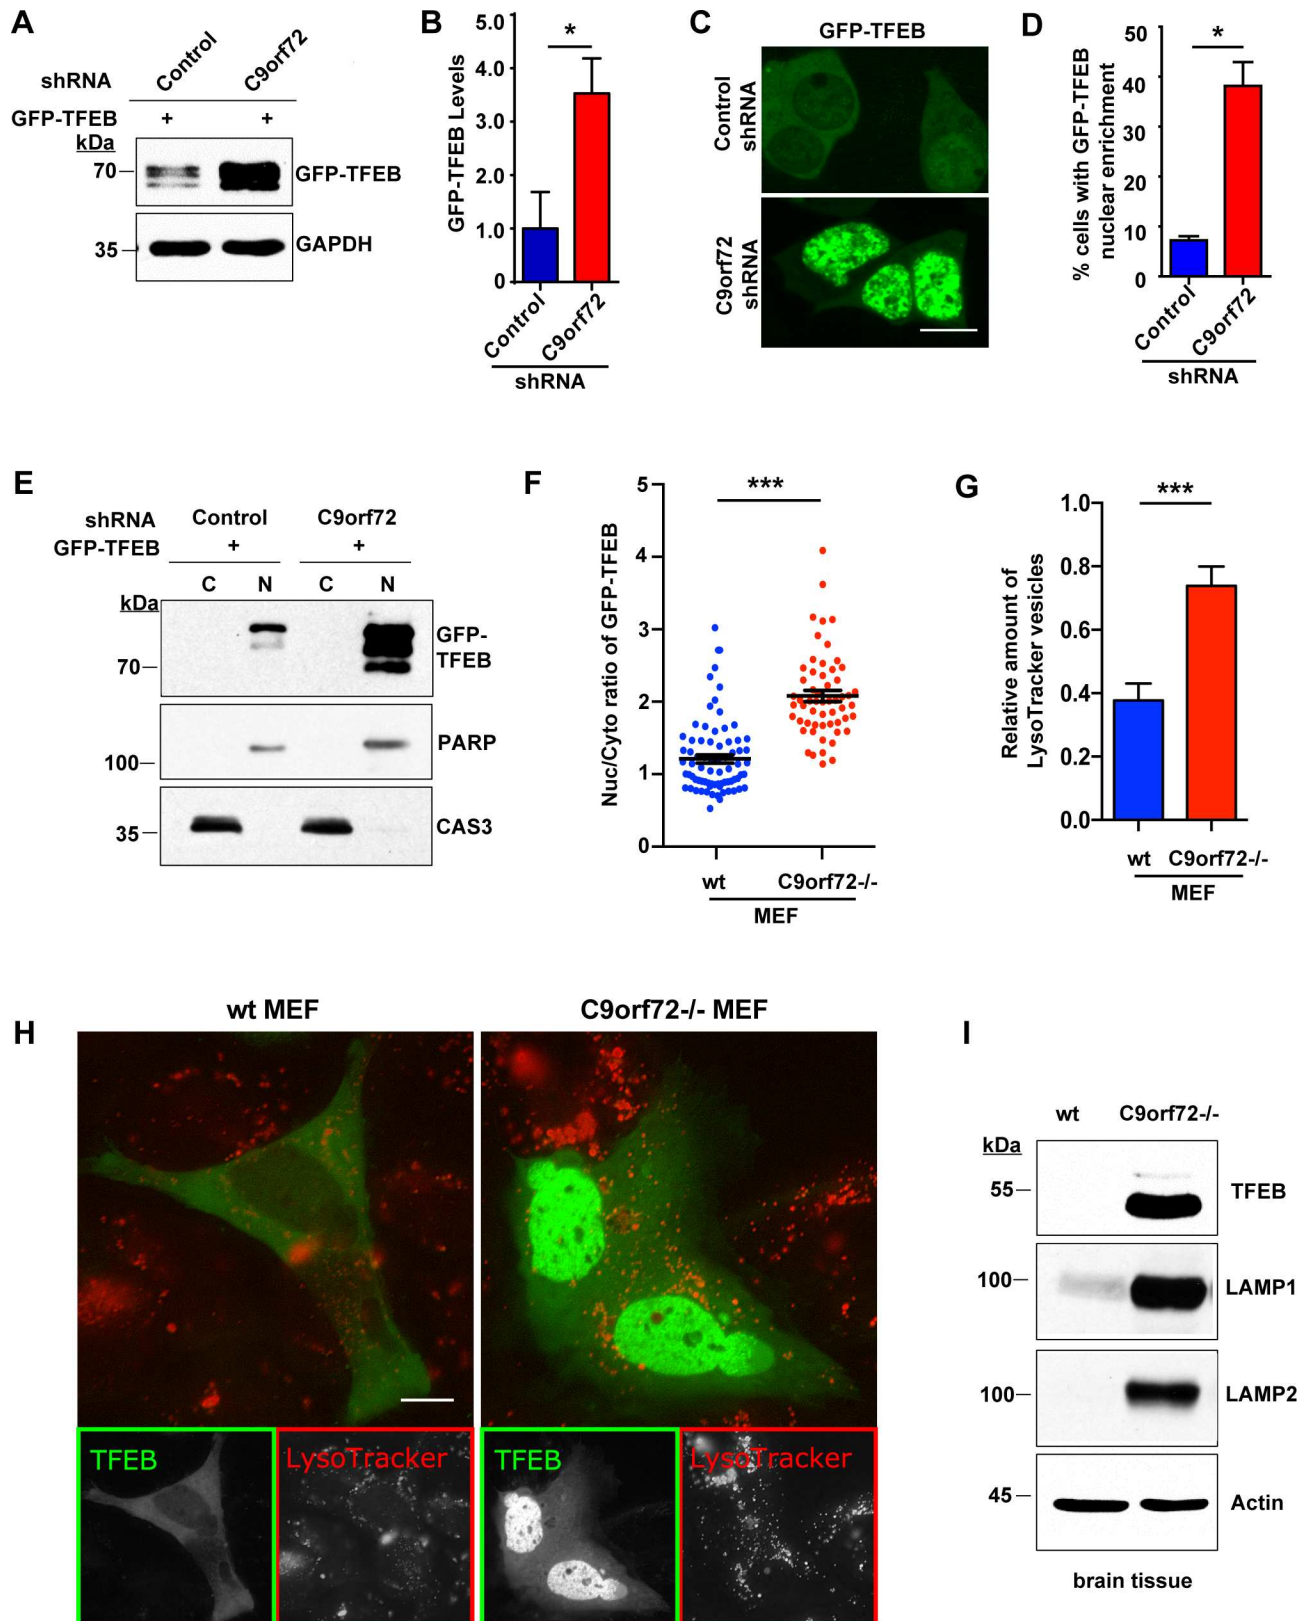 A
shRNA
Control
C9orf72
GFP-TFEB
+
+
kDa
70
GFP-TFEB
35
GAPDH
B
GFP-TFEB Levels
5.0
4.0
3.0
2.0
1.0
0
*
Control
C9orf72
shRNA
C
GFP-TFEB
Control
shRNA
C9orf72
shRNA
D
% cells with GFP-TFEB
nuclear enrichment
50
40
30
20
10
0
*
Control
C9orf72
shRNA
E
shRNA
Control
C9orf72
GFP-TFEB
+
+
C
N
C
N
kDa
70
GFP-
TFEB
100
PARP
35
CAS3
F
Nuc/Cyto ratio of GFP-TFEB
5
4
3
2
1
0
***
wt
C9orf72-/-
MEF
G
Relative amount of
LysoTracker vesicles
1.0
0.8
0.6
0.4
0.2
0.0
***
wt
C9orf72-/-
MEF
H
wt MEF
C9orf72-/- MEF
TFEB
LysoTracker
TFEB
LysoTracker
I
wt
C9orf72-/-
kDa
55
TFEB
100
LAMP1
100
LAMP2
45
Actin
brain tissue